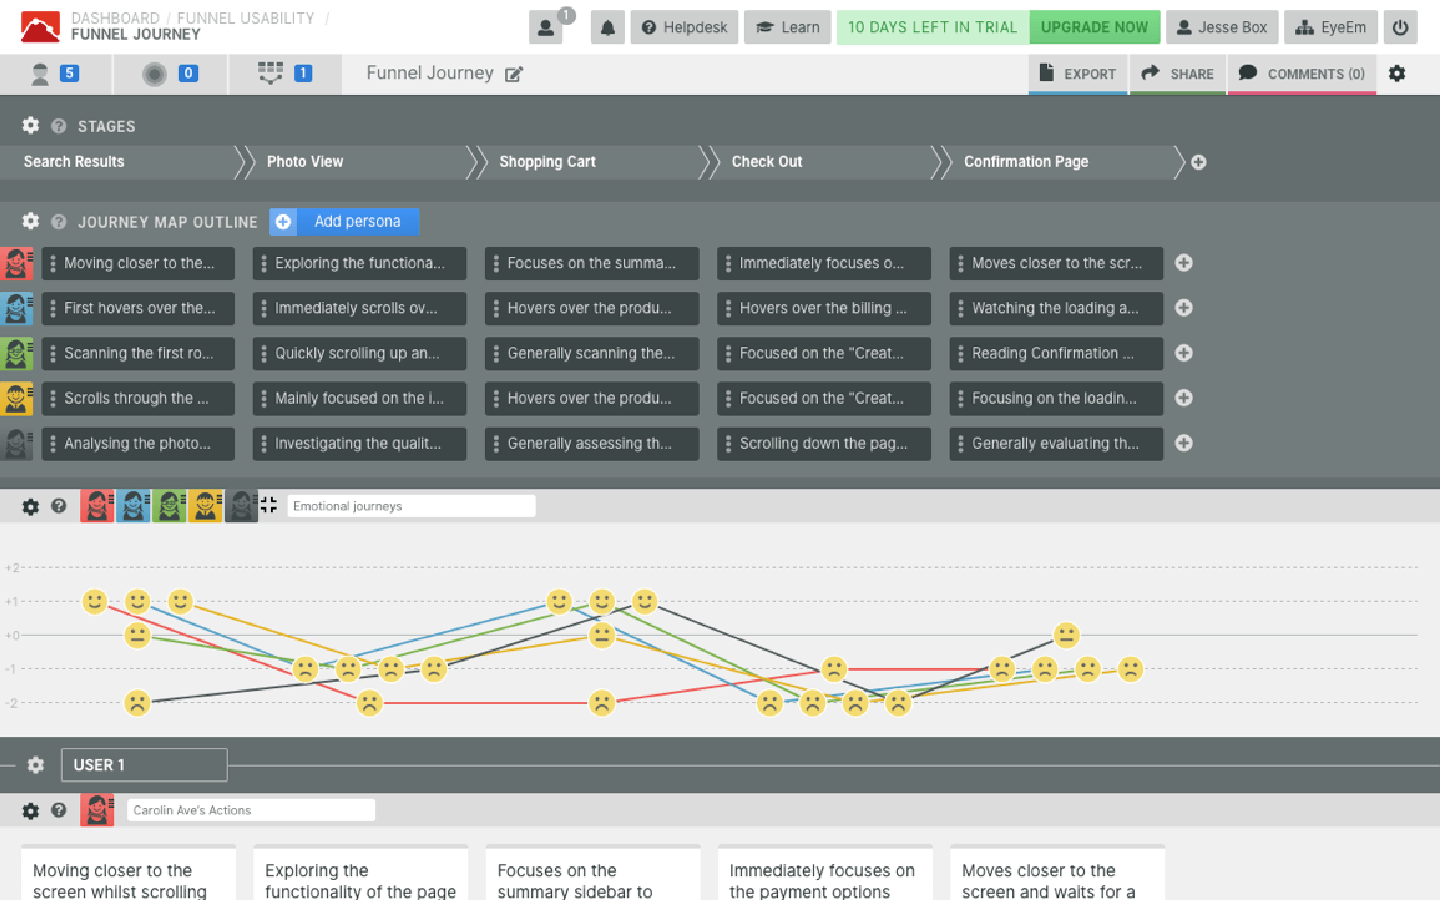 DASHBOARD / FUNNEL USABILITY /
FUNNEL JOURNEY
1
Helpdesk
Learn
10 DAYS LEFT IN TRIAL
UPGRADE NOW
Jesse Box
EyeEm
5
0
1
Funnel Journey
EXPORT
SHARE
COMMENTS (0)
STAGES
Search Results
Photo View
Shopping Cart
Check Out
Confirmation Page
JOURNEY MAP OUTLINE
Add persona
Moving closer to the...
Exploring the functiona...
Focuses on the summa...
Immediately focuses o...
Moves closer to the scr...
First hovers over the...
Immediately scrolls ov...
Hovers over the produ...
Hovers over the billing ...
Watching the loading a...
Scanning the first ro...
Quickly scrolling up an...
Generally scanning the...
Focused on the "Creat...
Reading Confirmation ...
Scrolls through the ...
Mainly focused on the i...
Hovers over the produ...
Focused on the "Creat...
Focusing on the loadin...
Analysing the photo...
Investigating the qualit...
Generally assessing th...
Scrolling down the pag...
Generally evaluating th...
Emotional journeys
+2
+1
+0
-1
-2
USER 1
Carolin Ave's Actions
Moving closer to the
screen whilst scrolling
Exploring the
functionality of the page
Focuses on the
summary sidebar to
Immediately focuses on
the payment options
Moves closer to the
screen and waits for a